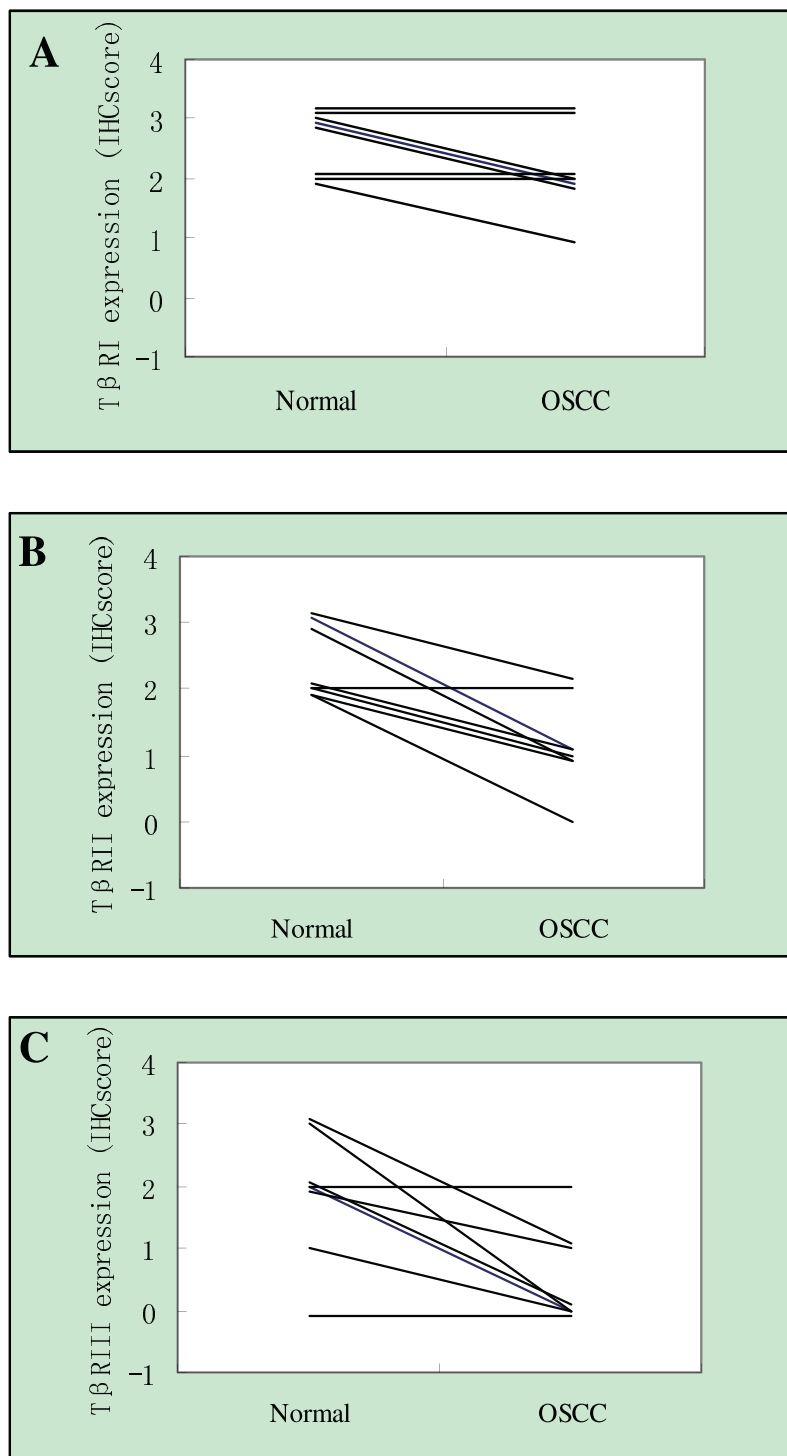 A
TβRI expression (IHCscore)
4
3
2
1
0
-1
Normal OSCC
B
TβRII expression (IHCscore)
4
3
2
1
0
-1
Normal OSCC
C
TβRIII expression (IHCscore)
4
3
2
1
0
-1
Normal OSCC